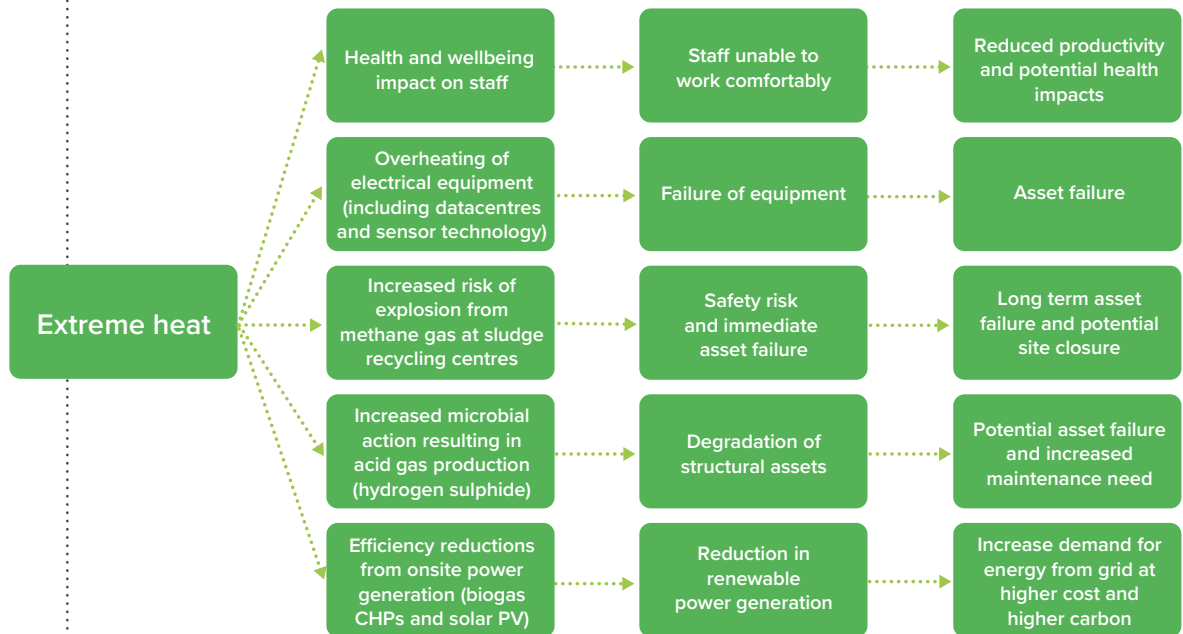 Health and wellbeing
impact on staff
Staff unable to
work comfortably
Reduced productivity
and potential health
impacts
Overheating of
electrical equipment
(including datacentres
and sensor technology)
Failure of equipment
Asset failure
Extreme heat
Increased risk of
explosion from
methane gas at sludge
recycling centres
Safety risk
and immediate
asset failure
Long term asset
failure and potential
site closure
Increased microbial
action resulting in
acid gas production
(hydrogen sulphide)
Degradation of
structural assets
Potential asset failure
and increased
maintenance need
Efficiency reductions
from onsite power
generation (biogas
CHPs and solar PV)
Reduction in
renewable
power generation
Increase demand for
energy from grid at
higher cost and
higher carbon